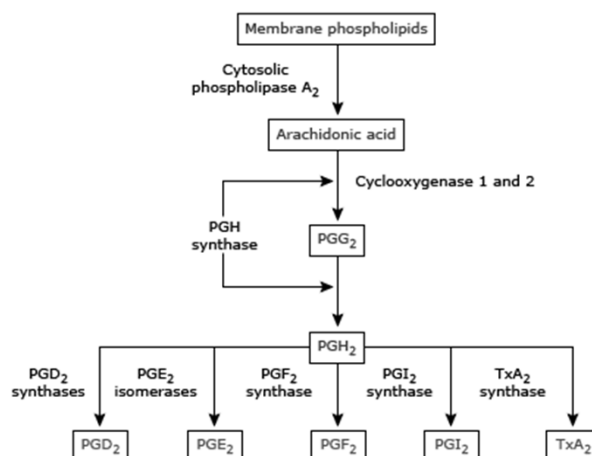 Membrane phospholipids
Cytosolic
phospholipase A₂
Arachidonic acid
Cyclooxygenase 1 and 2
PGH
synthase
PGG₂
PGH₂
PGD₂
synthases
PGE₂
isomerases
PGF₂
synthase
PGI₂
synthase
TxA₂
synthase
PGD₂
PGE₂
PGF₂
PGI₂
TxA₂